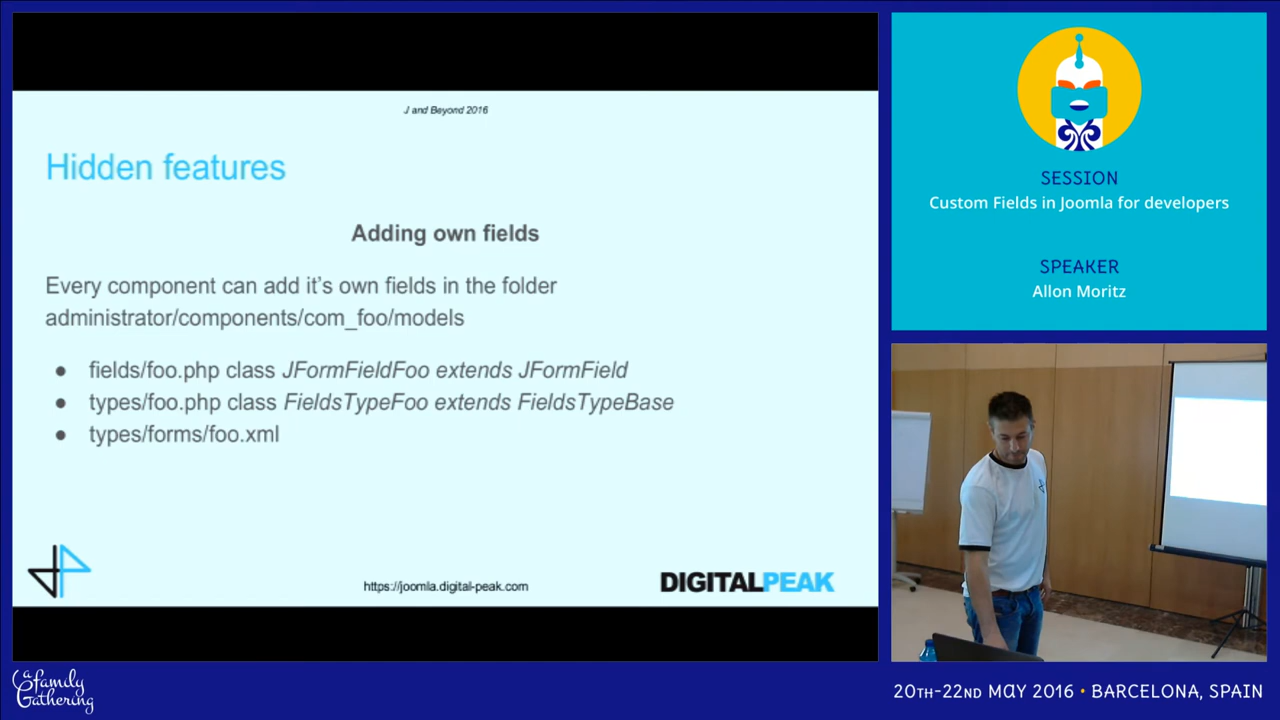 J and Beyond 2016
Hidden features
Adding own fields
Every component can add it's own fields in the folder
administrator/components/com_foo/models
● fields/foo.php class JFormFieldFoo extends JFormField
● types/foo.php class FieldsTypeFoo extends FieldsTypeBase
● types/forms/foo.xml
https://joomla.digital-peak.com
DIGITALPEAK
SESSION
Custom Fields in Joomla for developers
SPEAKER
Allon Moritz
a family
Gathering
20TH-22ND MAY 2016 • BARCELONA, SPAIN